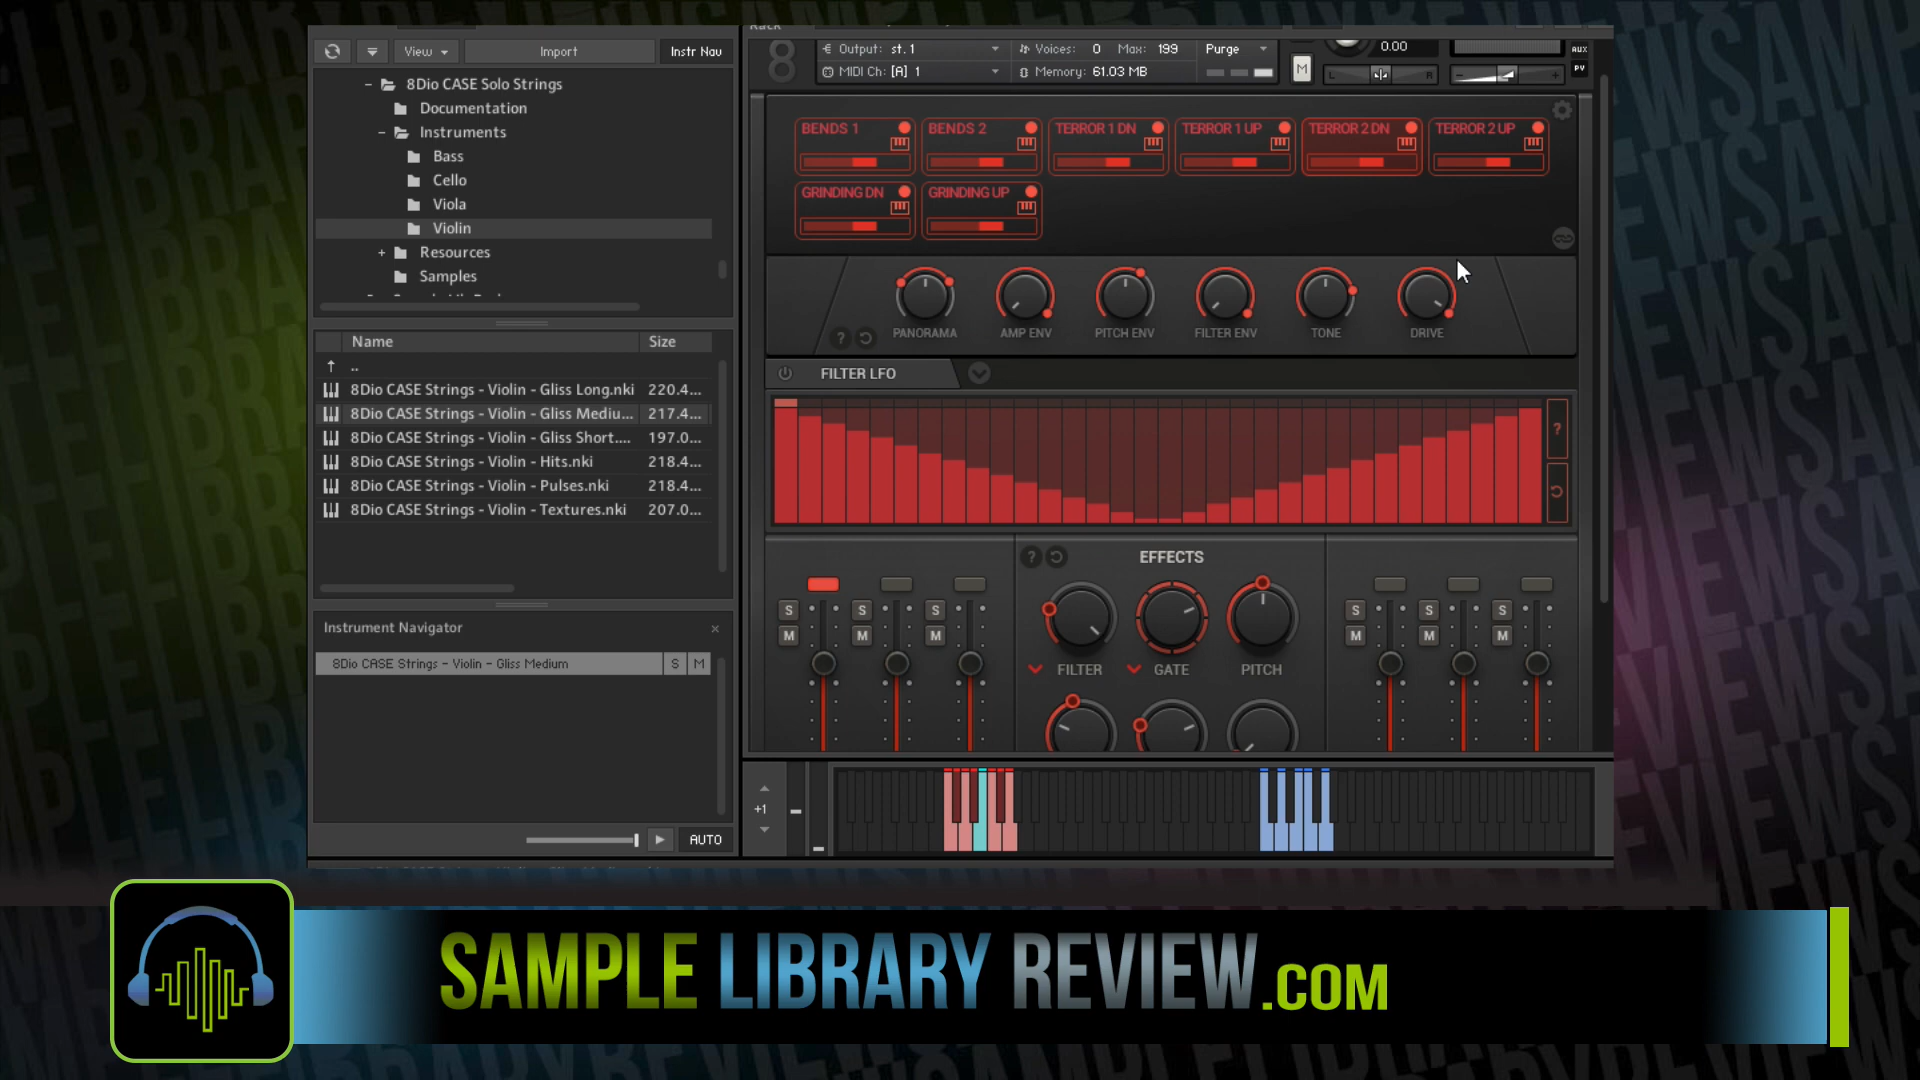 View
Import
Instr Nav
8Dio CASE Solo Strings
Documentation
Instruments
Bass
Cello
Viola
Violin
Resources
Samples
Name Size
..
8Dio CASE Strings - Violin - Gliss Long.nki 220.4...
8Dio CASE Strings - Violin - Gliss Mediu... 217.4...
8Dio CASE Strings - Violin - Gliss Short.... 197.0...
8Dio CASE Strings - Violin - Hits.nki 218.4...
8Dio CASE Strings - Violin - Pulses.nki 218.4...
8Dio CASE Strings - Violin - Textures.nki 207.0...
Instrument Navigator ×
8Dio CASE Strings - Violin - Gliss Medium S M
AUTO
8
Output: st.1 Voices: 0 Max: 199 Purge
MIDI Ch: [A] 1 Memory: 61.03 MB
M
0.00
L R
- +
AUX
PV
BENDS 1 BENDS 2 TERROR 1 DN TERROR 1 UP TERROR 2 DN TERROR 2 UP
GRINDING DN GRINDING UP
? PANORAMA AMP ENV PITCH ENV FILTER ENV TONE DRIVE
FILTER LFO
?
? EFFECTS
S S S S S S
M M M M M M
FILTER GATE PITCH
+1
SAMPLE LIBRARY REVIEW.COM